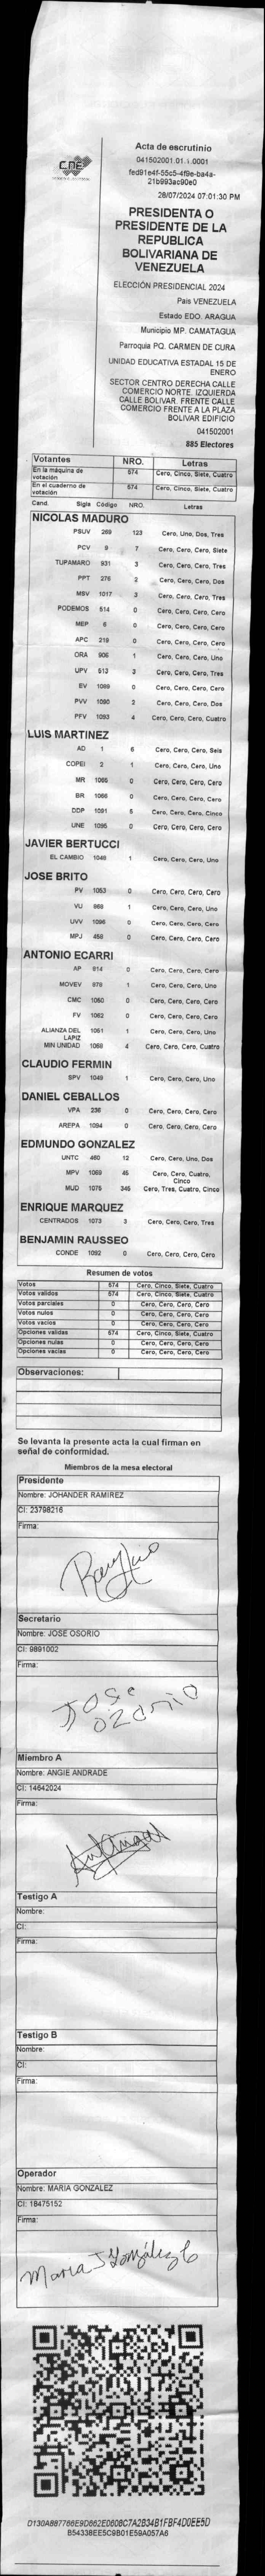 CNE
Acta de escrutinio
041502001.01.1.0001
fed91e4f-55c5-4f9e-ba4a-
21b993ac90e0
28/07/2024 07:01:30 PM
PRESIDENTA O
PRESIDENTE DE LA
REPUBLICA
BOLIVARIANA DE
VENEZUELA
ELECCIÓN PRESIDENCIAL 2024
País VENEZUELA
Estado EDO. ARAGUA
Municipio MP. CAMATAGUA
Parroquia PQ. CARMEN DE CURA
UNIDAD EDUCATIVA ESTADAL 15 DE
ENERO
SECTOR CENTRO DERECHA CALLE
COMERCIO NORTE. IZQUIERDA
CALLE BOLIVAR. FRENTE CALLE
COMERCIO FRENTE A LA PLAZA
BOLIVAR EDIFICIO
041502001
885 Electores
Votantes NRO. Letras
En la máquina de votación 574 Cero, Cinco, Siete, Cuatro
En el cuaderno de votación 574 Cero, Cinco, Siete, Cuatro
Cand. Sigla Código NRO. Letras
NICOLAS MADURO
PSUV 269 123 Cero, Uno, Dos, Tres
PCV 9 7 Cero, Cero, Cero, Siete
TUPAMARO 931 3 Cero, Cero, Cero, Tres
PPT 276 2 Cero, Cero, Cero, Dos
MSV 1017 3 Cero, Cero, Cero, Tres
PODEMOS 514 0 Cero, Cero, Cero, Cero
MEP 6 0 Cero, Cero, Cero, Cero
APC 219 0 Cero, Cero, Cero, Cero
ORA 906 1 Cero, Cero, Cero, Uno
UPV 513 3 Cero, Cero, Cero, Tres
EV 1089 0 Cero, Cero, Cero, Cero
PVV 1090 2 Cero, Cero, Cero, Dos
PFV 1093 4 Cero, Cero, Cero, Cuatro
LUIS MARTINEZ
AD 1 6 Cero, Cero, Cero, Seis
COPEI 2 1 Cero, Cero, Cero, Uno
MR 1065 0 Cero, Cero, Cero, Cero
BR 1066 0 Cero, Cero, Cero, Cero
DDP 1091 5 Cero, Cero, Cero, Cinco
UNE 1095 0 Cero, Cero, Cero, Cero
JAVIER BERTUCCI
EL CAMBIO 1046 1 Cero, Cero, Cero, Uno
JOSE BRITO
PV 1053 0 Cero, Cero, Cero, Cero
VU 968 1 Cero, Cero, Cero, Uno
UVV 1096 0 Cero, Cero, Cero, Cero
MPJ 458 0 Cero, Cero, Cero, Cero
ANTONIO ECARRI
AP 814 0 Cero, Cero, Cero, Cero
MOVEV 979 1 Cero, Cero, Cero, Uno
CMC 1050 0 Cero, Cero, Cero, Cero
FV 1062 0 Cero, Cero, Cero, Cero
ALIANZA DEL LAPIZ 1051 1 Cero, Cero, Cero, Uno
MIN UNIDAD 1068 4 Cero, Cero, Cero, Cuatro
CLAUDIO FERMIN
SPV 1049 1 Cero, Cero, Cero, Uno
DANIEL CEBALLOS
VPA 236 0 Cero, Cero, Cero, Cero
AREPA 1094 0 Cero, Cero, Cero, Cero
EDMUNDO GONZALEZ
UNTC 460 12 Cero, Cero, Uno, Dos
MPV 1069 45 Cero, Cero, Cuatro, Cinco
MUD 1075 345 Cero, Tres, Cuatro, Cinco
ENRIQUE MARQUEZ
CENTRADOS 1073 3 Cero, Cero, Cero, Tres
BENJAMIN RAUSSEO
CONDE 1092 0 Cero, Cero, Cero, Cero
Resumen de votos
Votos 574 Cero, Cinco, Siete, Cuatro
Votos validos 574 Cero, Cinco, Siete, Cuatro
Votos parciales 0 Cero, Cero, Cero, Cero
Votos nulos 0 Cero, Cero, Cero, Cero
Votos vacios 0 Cero, Cero, Cero, Cero
Opciones validas 574 Cero, Cinco, Siete, Cuatro
Opciones nulas 0 Cero, Cero, Cero, Cero
Opciones vacias 0 Cero, Cero, Cero, Cero
Observaciones:
Se levanta la presente acta la cual firman en
señal de conformidad.
Miembros de la mesa electoral
Presidente
Nombre: JOHANDER RAMIREZ
CI: 23798216
Firma:
Secretario
Nombre: JOSE OSORIO
CI: 9891002
Firma:
Jose
ozorio
Miembro A
Nombre: ANGIE ANDRADE
CI: 14642024
Firma:
Testigo A
Nombre:
CI:
Firma:
Testigo B
Nombre:
CI:
Firma:
Operador
Nombre: MARIA GONZALEZ
CI: 18475152
Firma:
Maria J González G
D130A887766E9D662ED606C7A2B34B1FBF4D0EE5D
B54338EE5C9B01E59A057A6